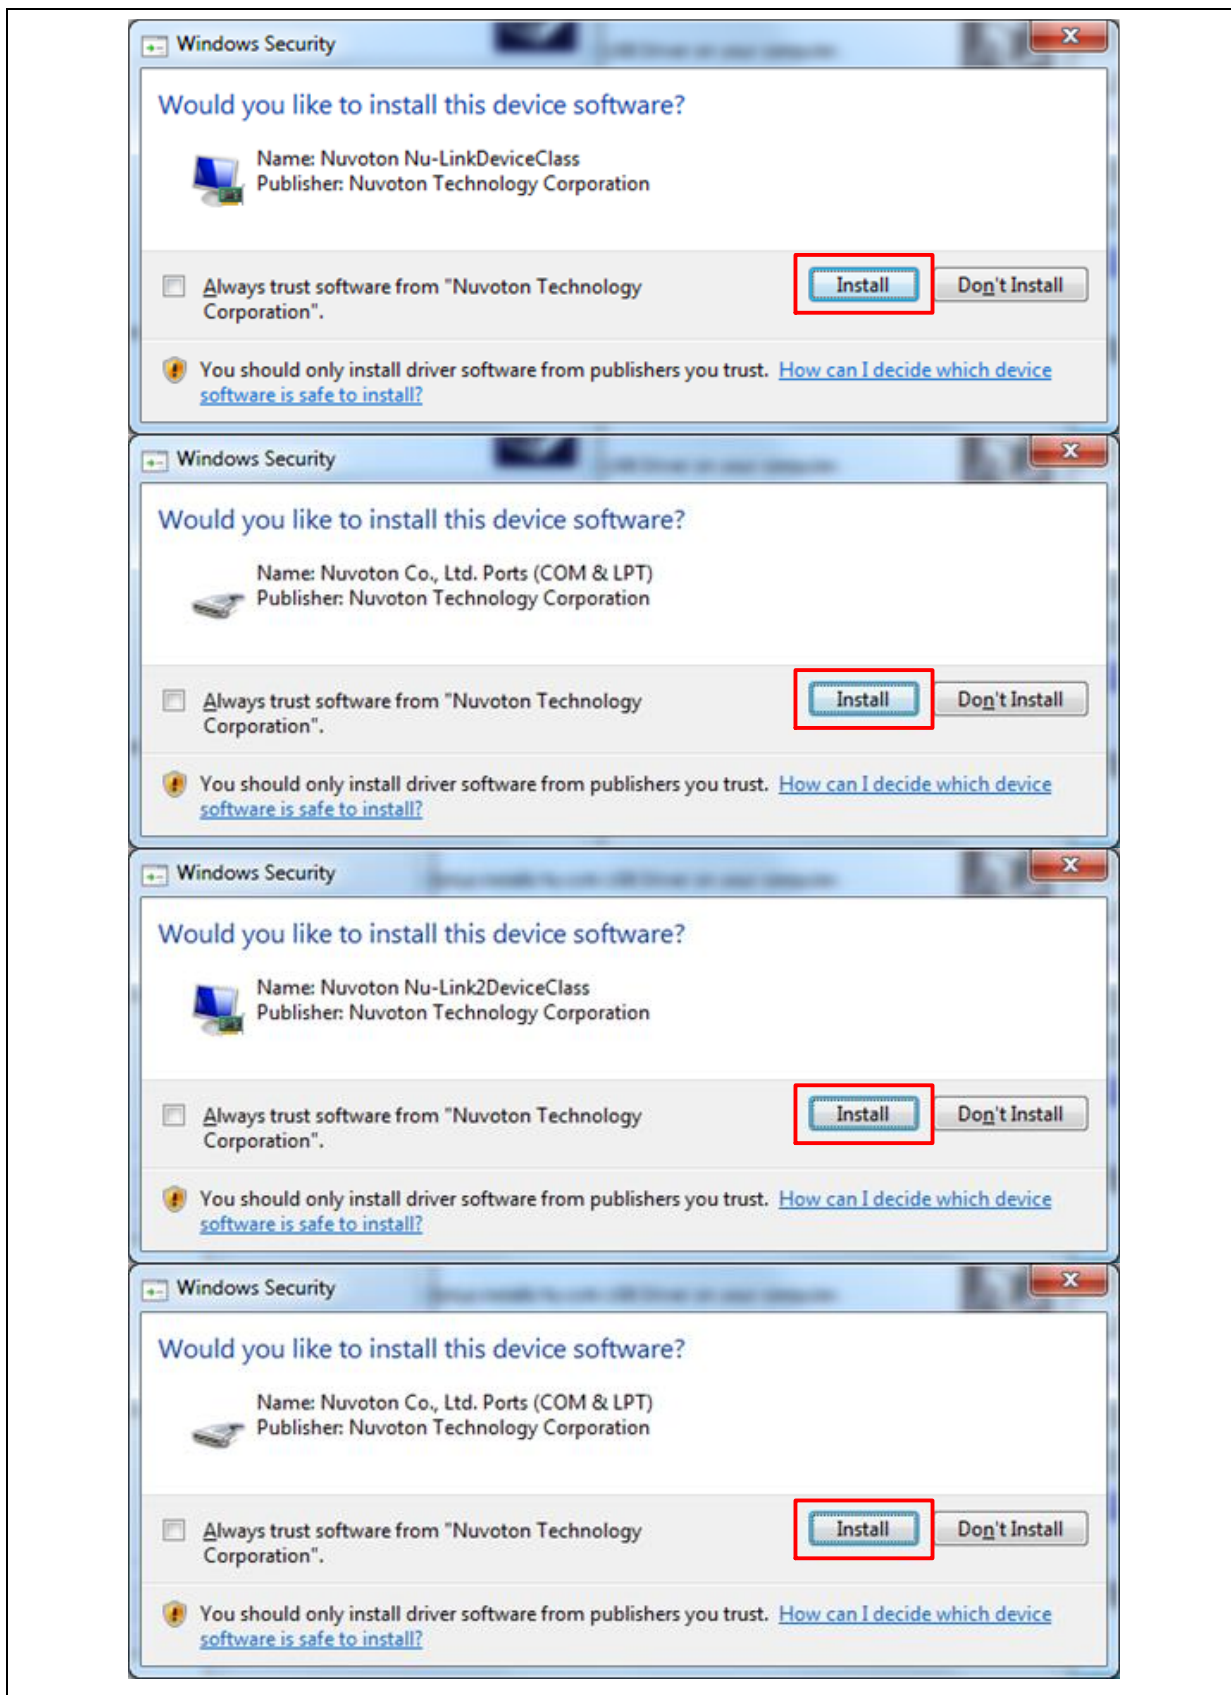 Windows Security
Would you like to install this device software?
Name: Nuvoton Nu-LinkDeviceClass
Publisher: Nuvoton Technology Corporation
Always trust software from "Nuvoton Technology
Corporation".
Install
Don't Install
You should only install driver software from publishers you trust. How can I decide which device
software is safe to install?
Windows Security
Would you like to install this device software?
Name: Nuvoton Co., Ltd. Ports (COM & LPT)
Publisher: Nuvoton Technology Corporation
Always trust software from "Nuvoton Technology
Corporation".
Install
Don't Install
You should only install driver software from publishers you trust. How can I decide which device
software is safe to install?
Windows Security
Would you like to install this device software?
Name: Nuvoton Nu-Link2DeviceClass
Publisher: Nuvoton Technology Corporation
Always trust software from "Nuvoton Technology
Corporation".
Install
Don't Install
You should only install driver software from publishers you trust. How can I decide which device
software is safe to install?
Windows Security
Would you like to install this device software?
Name: Nuvoton Co., Ltd. Ports (COM & LPT)
Publisher: Nuvoton Technology Corporation
Always trust software from "Nuvoton Technology
Corporation".
Install
Don't Install
You should only install driver software from publishers you trust. How can I decide which device
software is safe to install?